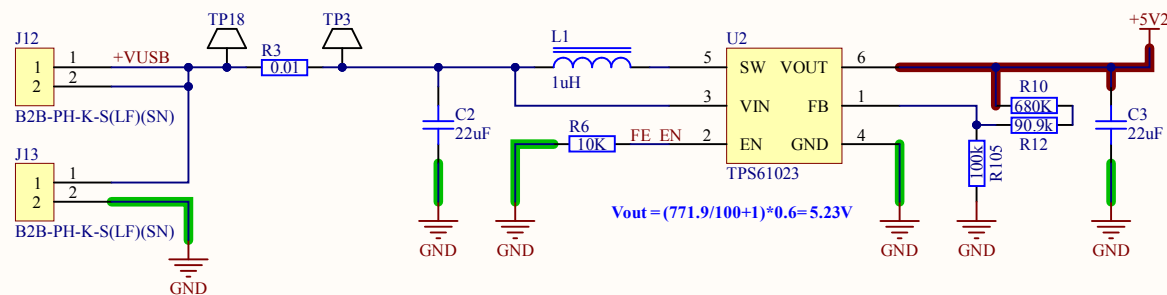 TP18
TP3
+5V2
J12
+VUSB
R3
L1
U2
1
1
0.01
5
SW
VOUT
6
2
2
1uH
R10
680K
3
VIN
FB
1
B2B-PH-K-S(LF)(SN)
C2
22uF
90.9k
C3
22uF
R6
FE_EN
2
EN
GND
4
R12
10K
100k
R105
J13
1
1
TPS61023
2
2
Vout = (771.9/100+1)*0.6= 5.23V
B2B-PH-K-S(LF)(SN)
GND
GND
GND
GND
GND
GND